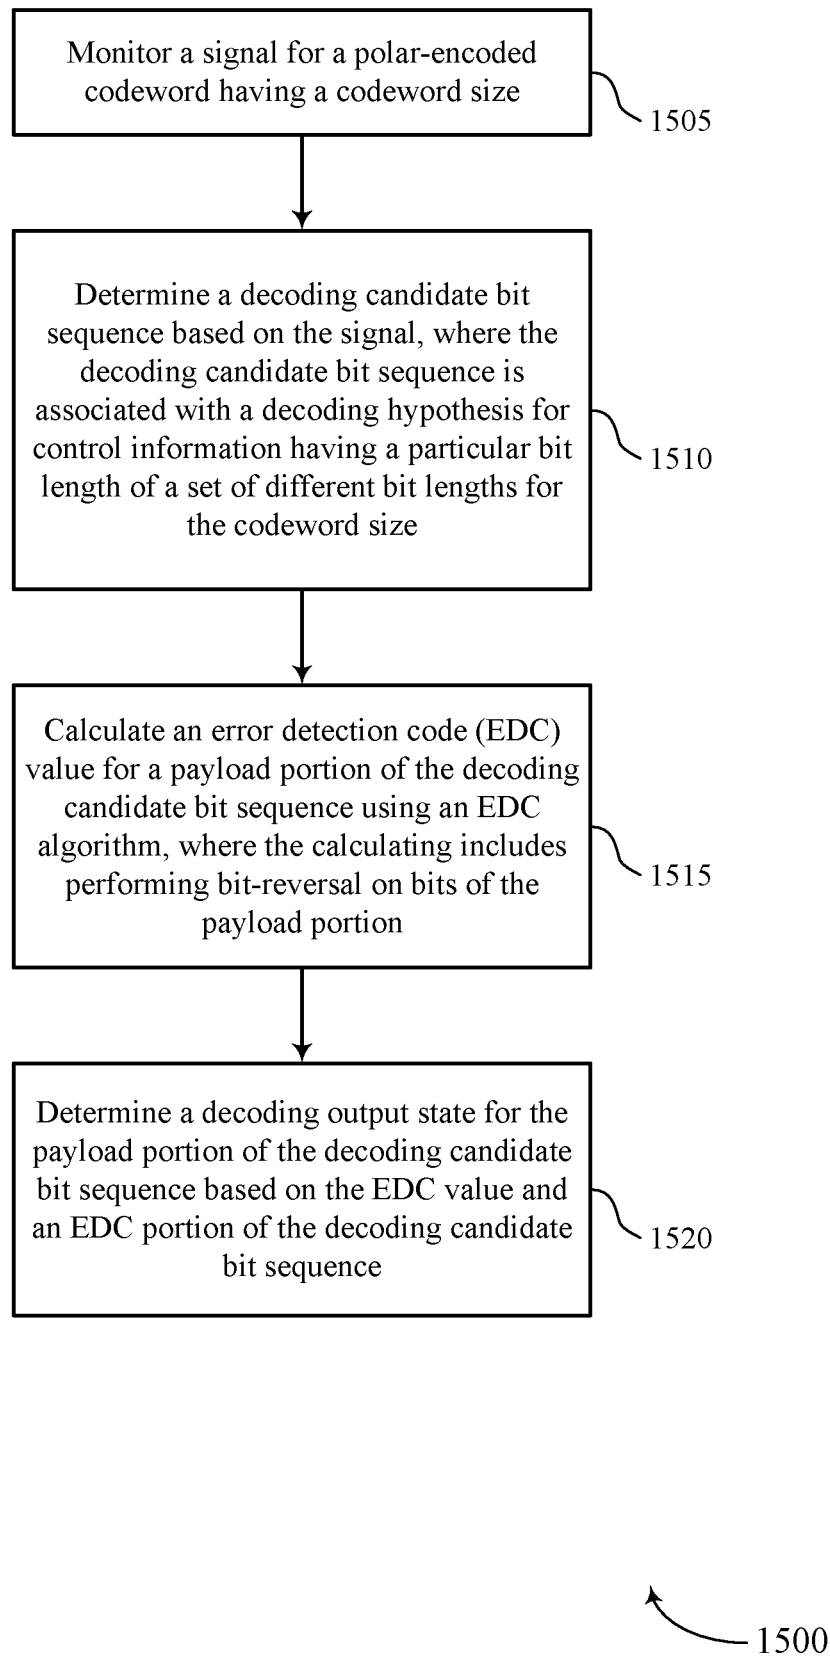 Monitor a signal for a polar-encoded
codeword having a codeword size
1505
Determine a decoding candidate bit
sequence based on the signal, where the
decoding candidate bit sequence is
associated with a decoding hypothesis for
control information having a particular bit
length of a set of different bit lengths for
the codeword size
1510
Calculate an error detection code (EDC)
value for a payload portion of the decoding
candidate bit sequence using an EDC
algorithm, where the calculating includes
performing bit-reversal on bits of the
payload portion
1515
Determine a decoding output state for the
payload portion of the decoding candidate
bit sequence based on the EDC value and
an EDC portion of the decoding candidate
bit sequence
1520
1500